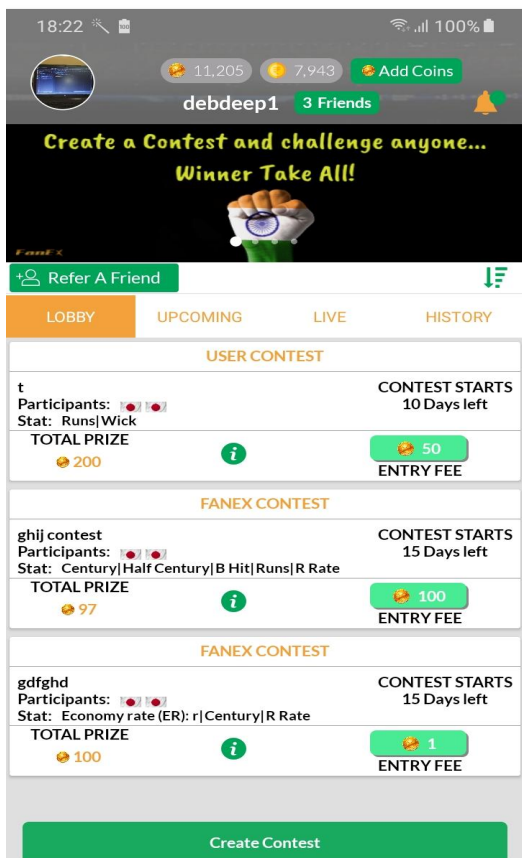 18:22 100%
11,205 7,943 Add Coins
debdeep1 3 Friends
Create a Contest and challenge anyone...
Winner Take All!
FanEX
Refer A Friend
LOBBY UPCOMING LIVE HISTORY
USER CONTEST
t CONTEST STARTS
Participants: 10 Days left
Stat: Runs|Wick
TOTAL PRIZE
200 i 50
ENTRY FEE
FANEX CONTEST
ghij contest CONTEST STARTS
Participants: 15 Days left
Stat: Century|Half Century|B Hit|Runs|R Rate
TOTAL PRIZE
97 i 100
ENTRY FEE
FANEX CONTEST
gdfghd CONTEST STARTS
Participants: 15 Days left
Stat: Economy rate (ER): r|Century|R Rate
TOTAL PRIZE
100 i 1
ENTRY FEE
Create Contest